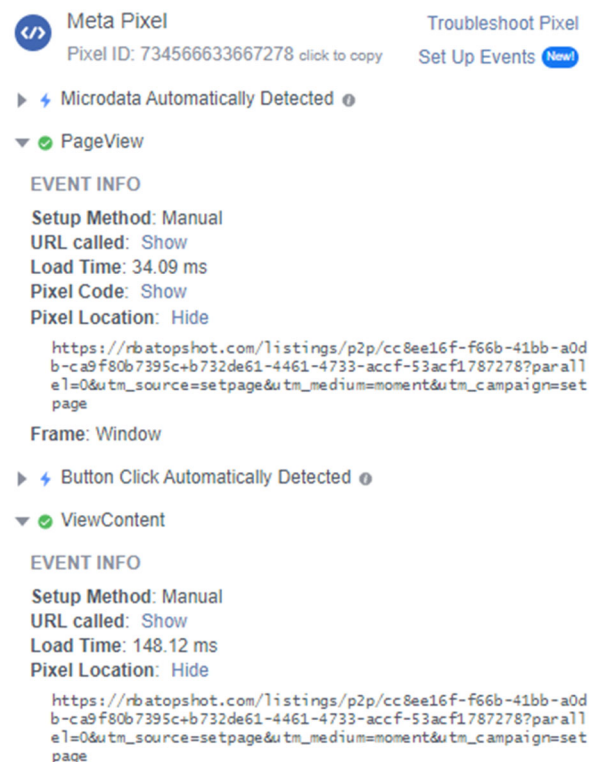 Meta Pixel
Troubleshoot Pixel
Pixel ID: 734566633667278 click to copy
Set Up Events New!
Microdata Automatically Detected
PageView
EVENT INFO
Setup Method: Manual
URL called: Show
Load Time: 34.09 ms
Pixel Code: Show
Pixel Location: Hide
https://nbatopshot.com/listings/p2p/cc8ee16f-f66b-41bb-a0d
b-ca9f80b7395c+b732de61-4461-4733-accf-53acf1787278?parall
el=0&utm_source=setpage&utm_medium=moment&utm_campaign=set
page
Frame: Window
Button Click Automatically Detected
ViewContent
EVENT INFO
Setup Method: Manual
URL called: Show
Load Time: 148.12 ms
Pixel Location: Hide
https://nbatopshot.com/listings/p2p/cc8ee16f-f66b-41bb-a0d
b-ca9f80b7395c+b732de61-4461-4733-accf-53acf1787278?parall
el=0&utm_source=setpage&utm_medium=moment&utm_campaign=set
page